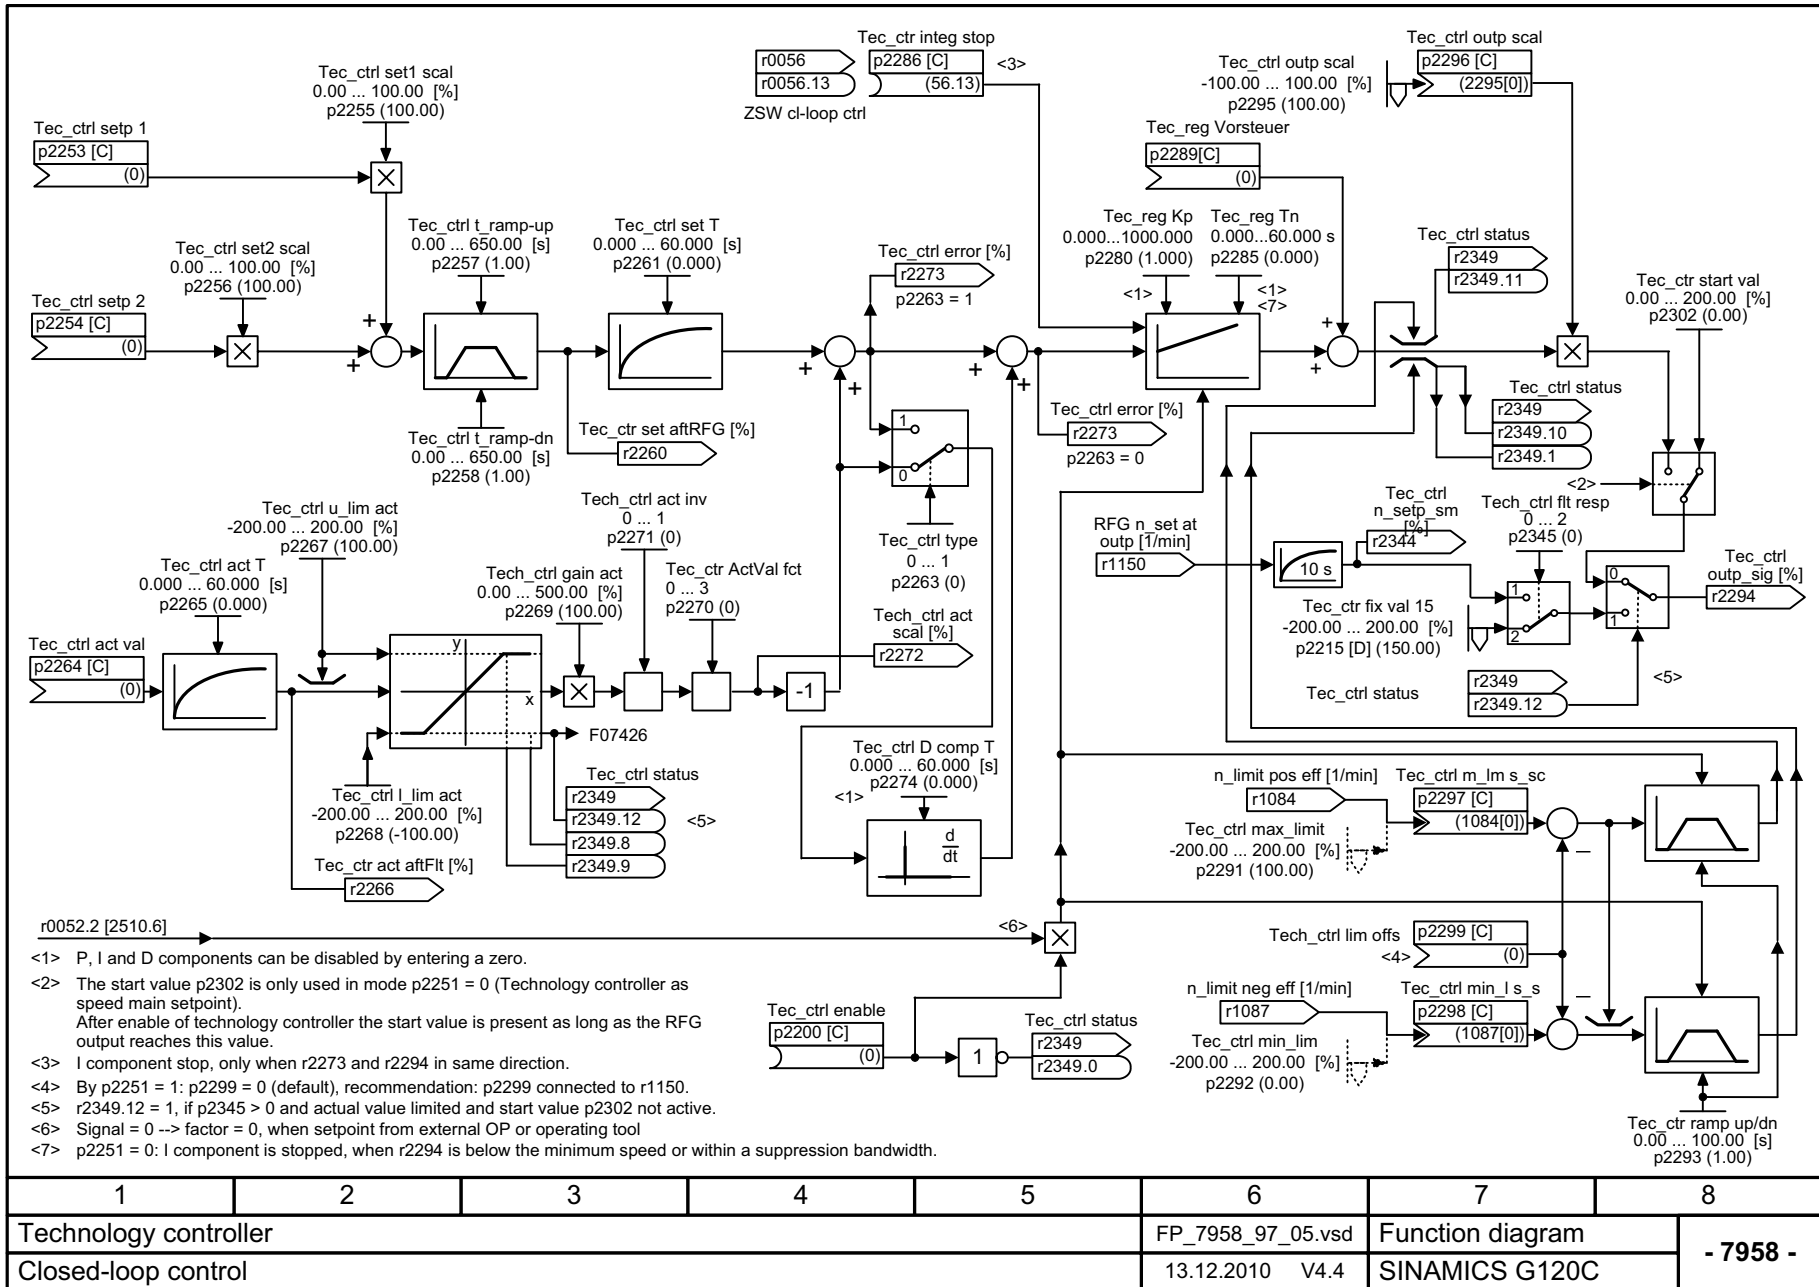 Tec_ctrl setp 1
p2253 [C]
(0)
Tec_ctrl set1 scal
0.00 ... 100.00 [%]
p2255 (100.00)
Tec_ctrl setp 2
p2254 [C]
(0)
Tec_ctrl set2 scal
0.00 ... 100.00 [%]
p2256 (100.00)
+
+
Tec_ctrl t_ramp-up
0.00 ... 650.00 [s]
p2257 (1.00)
Tec_ctrl t_ramp-dn
0.00 ... 650.00 [s]
p2258 (1.00)
Tec_ctrl set T
0.000 ... 60.000 [s]
p2261 (0.000)
Tec_ctr set aftRFG [%]
r2260
r0056
r0056.13
ZSW cl-loop ctrl
Tec_ctr integ stop
p2286 [C]
(56.13)
<3>
Tec_ctrl error [%]
r2273
p2263 = 1
+
+
1
0
Tec_ctrl type
0 ... 1
p2263 (0)
+
+
Tec_ctrl error [%]
r2273
p2263 = 0
Tec_reg Vorsteuer
p2289[C]
(0)
Tec_reg Kp
0.000...1000.000
p2280 (1.000)
<1>
Tec_reg Tn
0.000...60.000 s
p2285 (0.000)
<1>
<7>
+
+
Tec_ctrl outp scal
-100.00 ... 100.00 [%]
p2295 (100.00)
Tec_ctrl outp scal
p2296 [C]
(2295[0])
Tec_ctrl status
r2349
r2349.11
Tec_ctrl status
r2349
r2349.10
r2349.1
Tec_ctr start val
0.00 ... 200.00 [%]
p2302 (0.00)
<2>
RFG n_set at
outp [1/min]
r1150
10 s
Tec_ctrl
n_setp_sm
[%]
r2344
Tech_ctrl flt resp
0 ... 2
p2345 (0)
Tec_ctr fix val 15
-200.00 ... 200.00 [%]
p2215 [D] (150.00)
1
2
0
1
Tec_ctrl
outp_sig [%]
r2294
Tec_ctrl status
r2349
r2349.12
<5>
Tec_ctrl act val
p2264 [C]
(0)
Tec_ctrl act T
0.000 ... 60.000 [s]
p2265 (0.000)
Tec_ctrl u_lim act
-200.00 ... 200.00 [%]
p2267 (100.00)
Tec_ctrl l_lim act
-200.00 ... 200.00 [%]
p2268 (-100.00)
Tec_ctr act aftFlt [%]
r2266
y
x
Tech_ctrl gain act
0.00 ... 500.00 [%]
p2269 (100.00)
Tech_ctrl act inv
0 ... 1
p2271 (0)
Tec_ctr ActVal fct
0 ... 3
p2270 (0)
Tech_ctrl act
scal [%]
r2272
-1
F07426
Tec_ctrl status
r2349
r2349.12
r2349.8
r2349.9
<5>
Tec_ctrl D comp T
0.000 ... 60.000 [s]
p2274 (0.000)
<1>
d
dt
n_limit pos eff [1/min]
r1084
Tec_ctrl max_limit
-200.00 ... 200.00 [%]
p2291 (100.00)
Tec_ctrl m_lm s_sc
p2297 [C]
(1084[0])
–
Tech_ctrl lim offs
<4>
p2299 [C]
(0)
n_limit neg eff [1/min]
r1087
Tec_ctrl min_lim
-200.00 ... 200.00 [%]
p2292 (0.00)
Tec_ctrl min_l s_s
p2298 [C]
(1087[0])
–
Tec_ctr ramp up/dn
0.00 ... 100.00 [s]
p2293 (1.00)
r0052.2 [2510.6]
<6>
Tec_ctrl enable
p2200 [C]
(0)
1
Tec_ctrl status
r2349
r2349.0
<1> P, I and D components can be disabled by entering a zero.
<2> The start value p2302 is only used in mode p2251 = 0 (Technology controller as
speed main setpoint).
After enable of technology controller the start value is present as long as the RFG
output reaches this value.
<3> I component stop, only when r2273 and r2294 in same direction.
<4> By p2251 = 1: p2299 = 0 (default), recommendation: p2299 connected to r1150.
<5> r2349.12 = 1, if p2345 > 0 and actual value limited and start value p2302 not active.
<6> Signal = 0 --> factor = 0, when setpoint from external OP or operating tool
<7> p2251 = 0: I component is stopped, when r2294 is below the minimum speed or within a suppression bandwidth.
1 2 3 4 5 6 7 8
Technology controller
FP_7958_97_05.vsd
Function diagram
- 7958 -
Closed-loop control
13.12.2010 V4.4
SINAMICS G120C